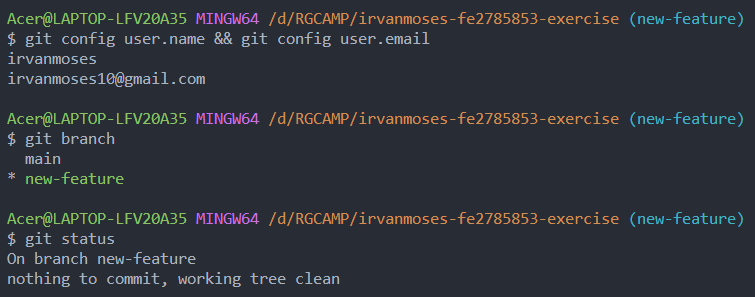 Acer@LAPTOP-LFV20A35 MINGW64 /d/RGCAMP/irvanmoses-fe2785853-exercise (new-feature)
$ git config user.name && git config user.email
irvanmoses
irvanmoses10@gmail.com
Acer@LAPTOP-LFV20A35 MINGW64 /d/RGCAMP/irvanmoses-fe2785853-exercise (new-feature)
$ git branch
  main
* new-feature
Acer@LAPTOP-LFV20A35 MINGW64 /d/RGCAMP/irvanmoses-fe2785853-exercise (new-feature)
$ git status
On branch new-feature
nothing to commit, working tree clean